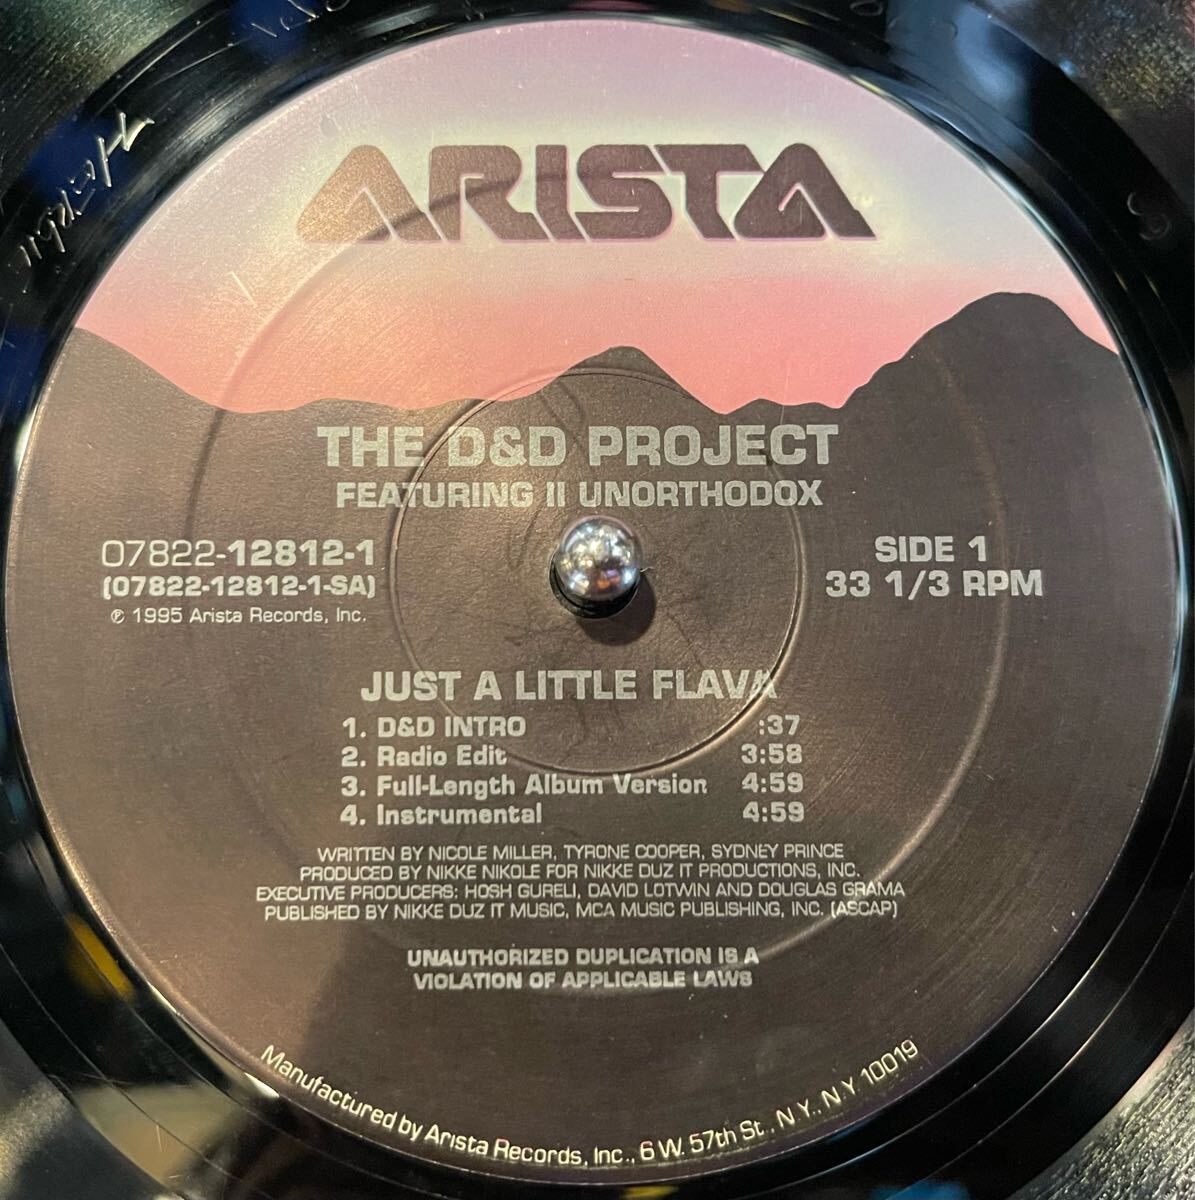 ARISTA
THE D&D PROJECT
FEATURING II UNORTHODOX
07822-12812-1
(07822-12812-1-SA)
℗ 1995 Arista Records, Inc.
SIDE 1
33 1/3 RPM
JUST A LITTLE FLAVA
1. D&D INTRO :37
2. Radio Edit 3:58
3. Full-Length Album Version 4:59
4. Instrumental 4:59
WRITTEN BY NICOLE MILLER, TYRONE COOPER, SYDNEY PRINCE
PRODUCED BY NIKKE NIKOLE FOR NIKKE DUZ IT PRODUCTIONS, INC.
EXECUTIVE PRODUCERS: HOSH GURELI, DAVID LOTWIN AND DOUGLAS GRAMA
PUBLISHED BY NIKKE DUZ IT MUSIC, MCA MUSIC PUBLISHING, INC. (ASCAP)
UNAUTHORIZED DUPLICATION IS A
VIOLATION OF APPLICABLE LAWS
Manufactured by Arista Records, Inc., 6 W. 57th St., N.Y., N.Y 10019